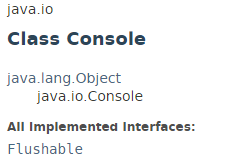 java.io
Class Console
java.lang.Object
java.io.Console
All Implemented Interfaces:
Flushable